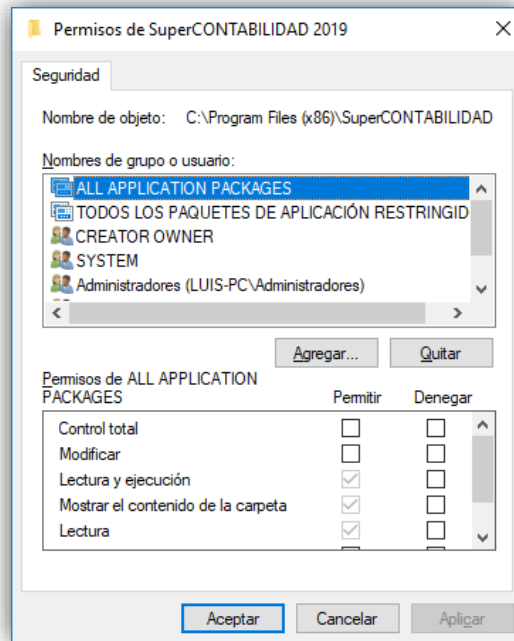 Permisos de SuperCONTABILIDAD 2019
Seguridad
Nombre de objeto: C:\Program Files (x86)\SuperCONTABILIDAD
Nombres de grupo o usuario:
ALL APPLICATION PACKAGES
TODOS LOS PAQUETES DE APLICACIÓN RESTRINGID
CREATOR OWNER
SYSTEM
Administradores (LUIS-PC\Administradores)
Agregar... Quitar
Permisos de ALL APPLICATION
PACKAGES Permitir Denegar
Control total
Modificar
Lectura y ejecución
Mostrar el contenido de la carpeta
Lectura
Aceptar Cancelar Aplicar